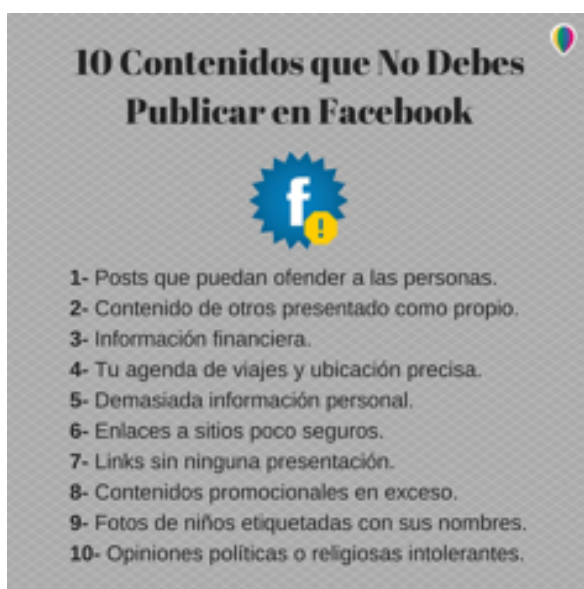 10 Contenidos que No Debes
Publicar en Facebook
f
!
1- Posts que puedan ofender a las personas.
2- Contenido de otros presentado como propio.
3- Información financiera.
4- Tu agenda de viajes y ubicación precisa.
5- Demasiada información personal.
6- Enlaces a sitios poco seguros.
7- Links sin ninguna presentación.
8- Contenidos promocionales en exceso.
9- Fotos de niños etiquetadas con sus nombres.
10- Opiniones políticas o religiosas intolerantes.